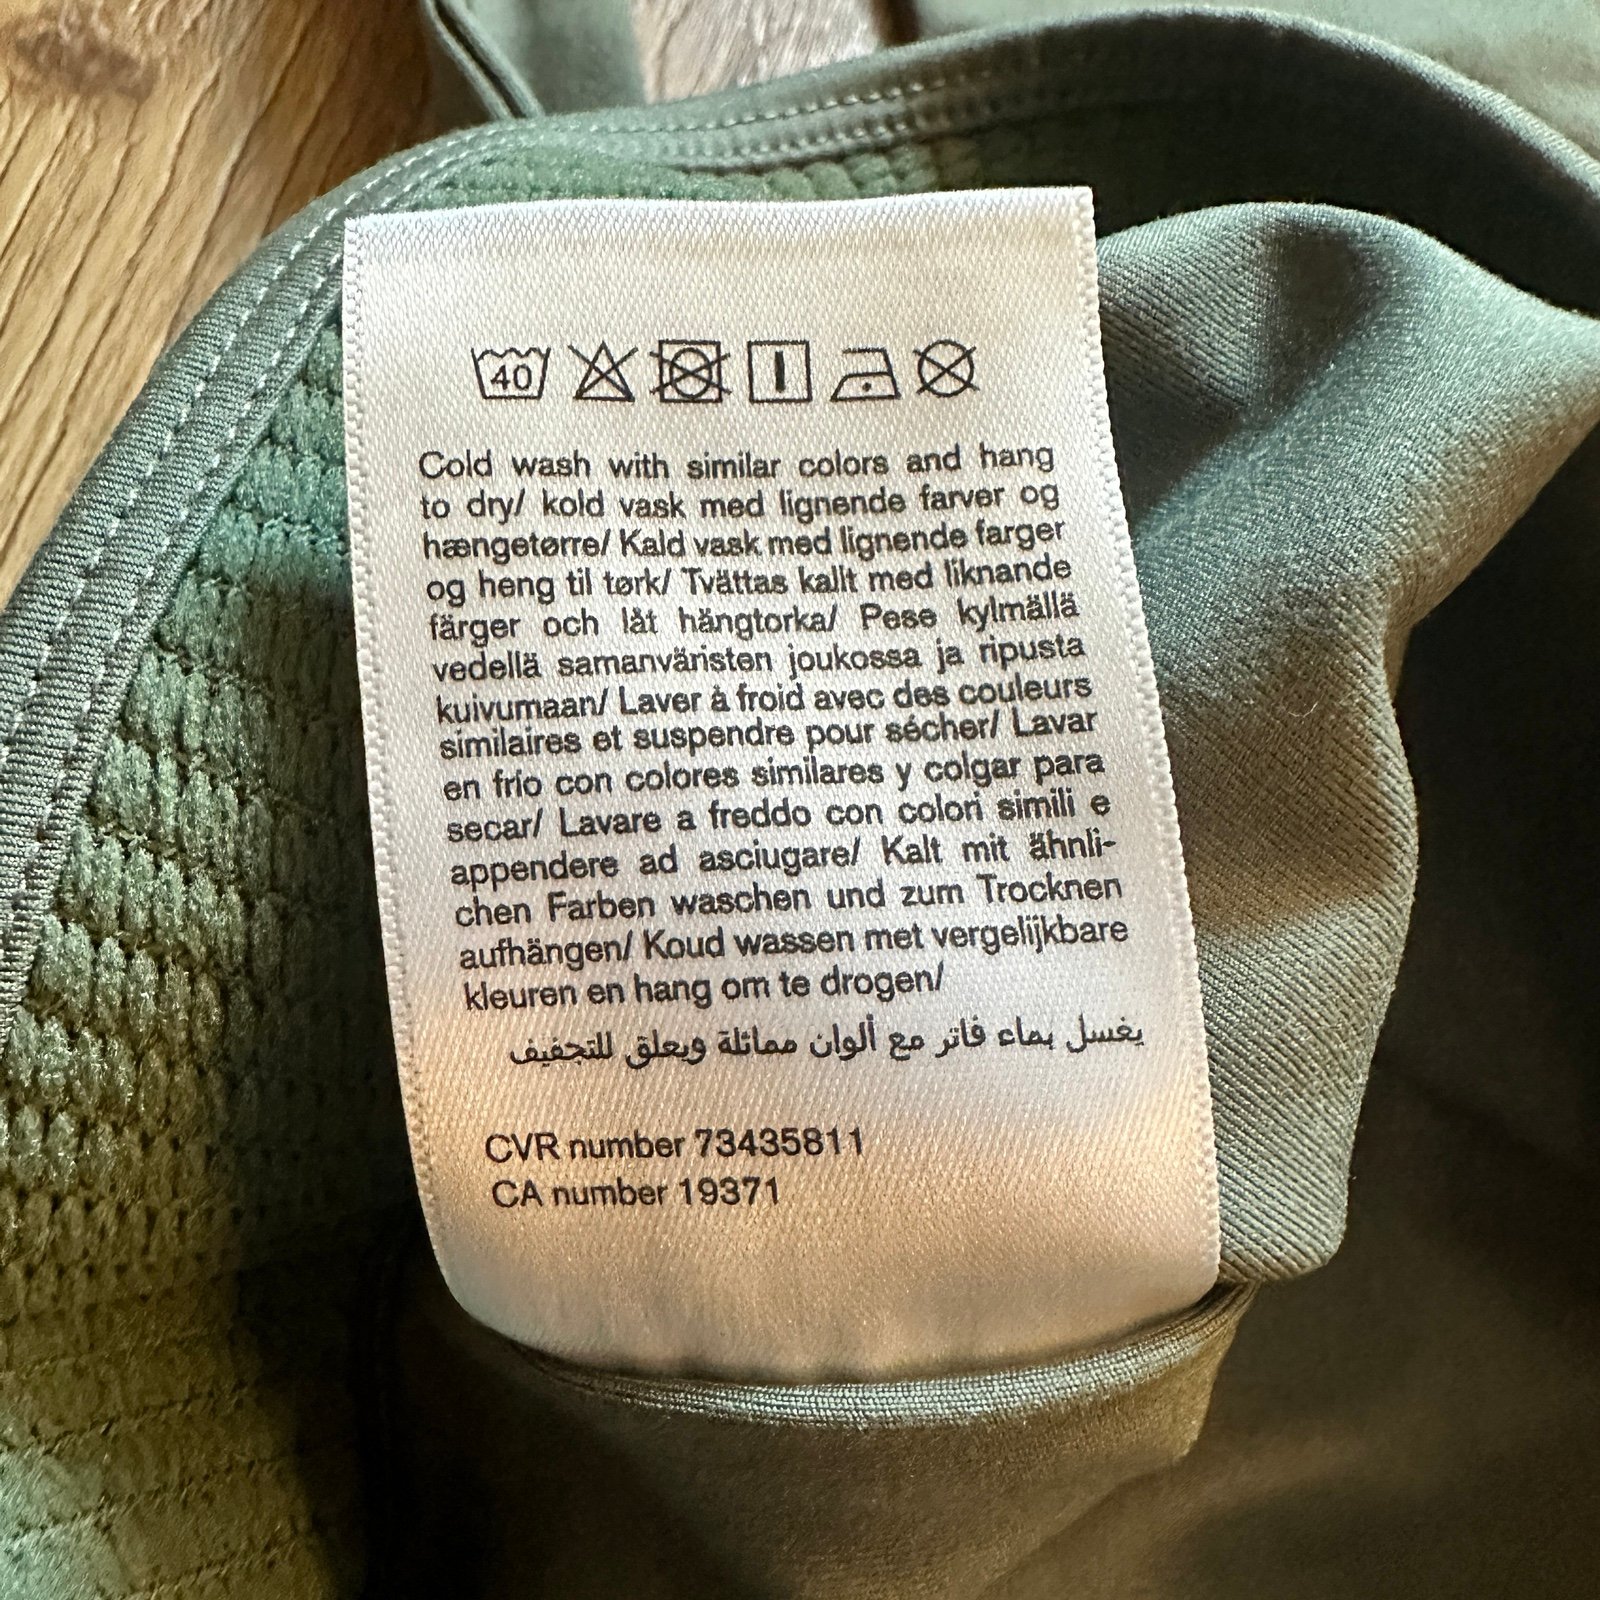 40
Cold wash with similar colors and hang
to dry/ kold vask med lignende farver og
hængetørre/ Kald vask med lignende farger
og heng til tørk/ Tvättas kallt med liknande
färger och låt hängtorka/ Pese kylmällä
vedellä samanväristen joukossa ja ripusta
kuivumaan/ Laver à froid avec des couleurs
similaires et suspendre pour sécher/ Lavar
en frío con colores similares y colgar para
secar/ Lavare a freddo con colori simili e
appendere ad asciugare/ Kalt mit ähnli-
chen Farben waschen und zum Trocknen
aufhängen/ Koud wassen met vergelijkbare
kleuren en hang om te drogen/
يغسل بماء فاتر مع ألوان مماثلة ويعلق للتجفيف
CVR number 73435811
CA number 19371